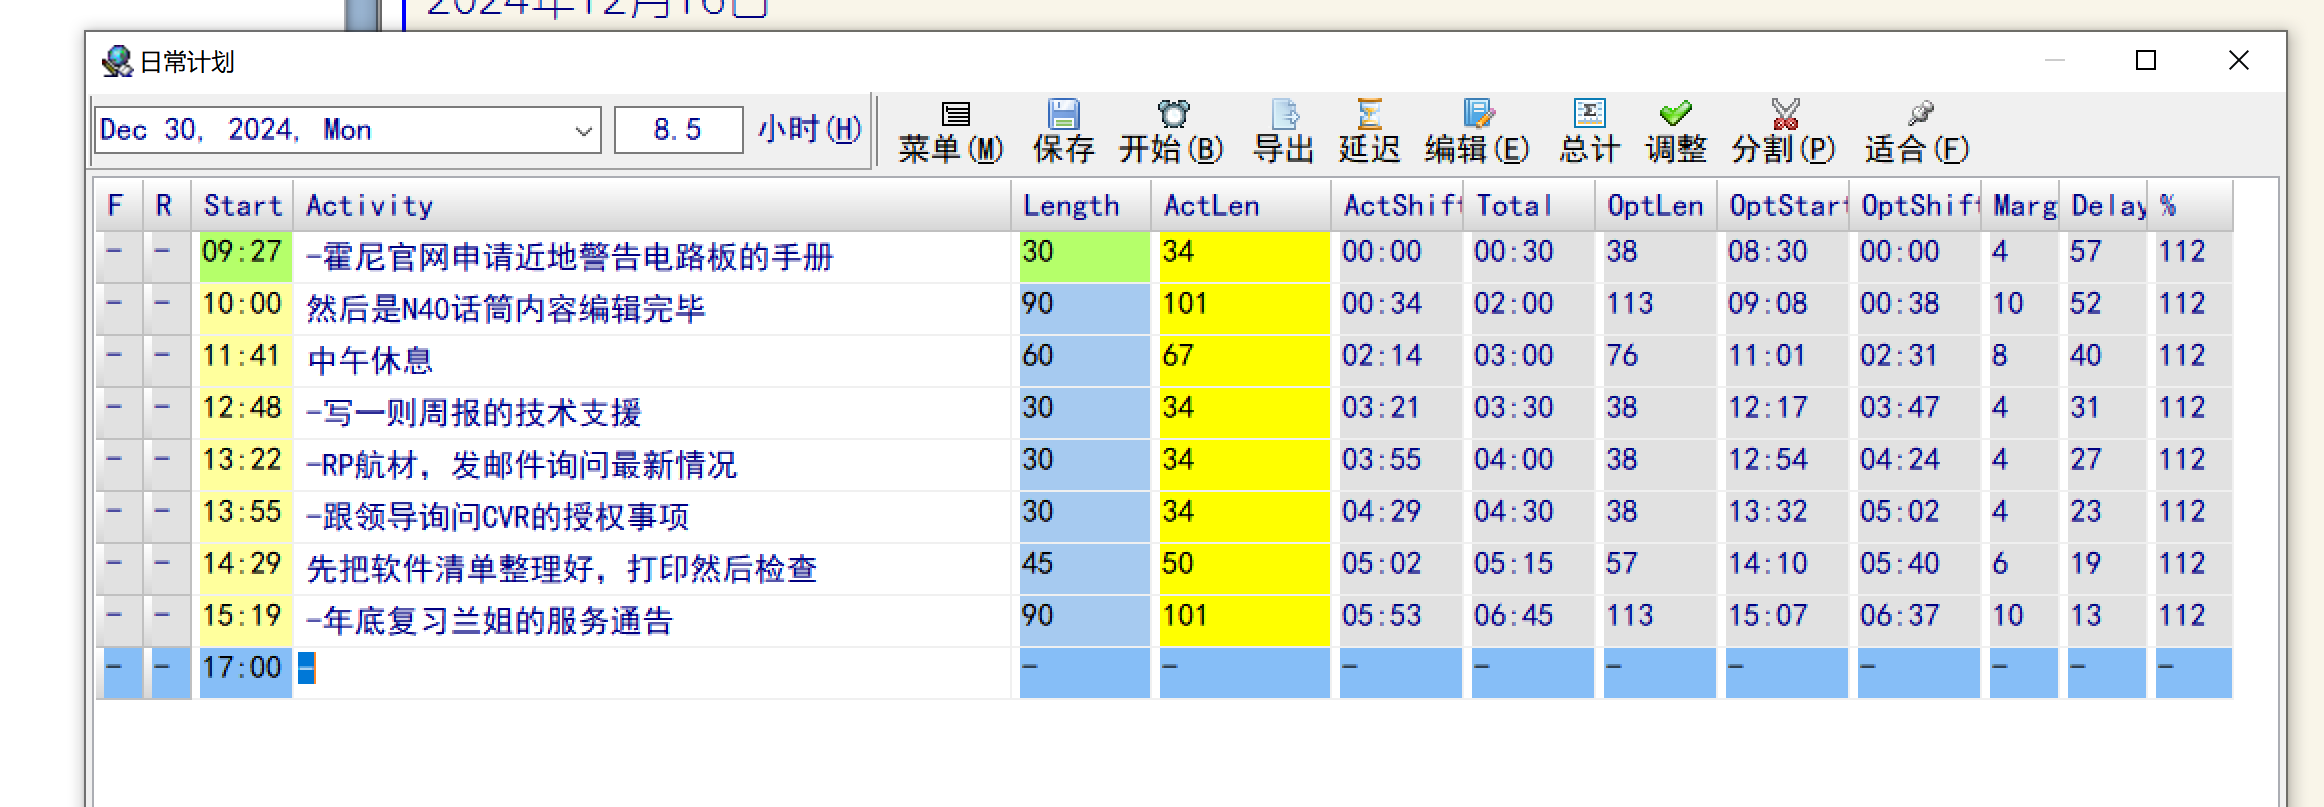 2024年12月16日
日常计划
Dec 30, 2024, Mon 8.5 小时(H) 菜单(M) 保存 开始(B) 导出 延迟 编辑(E) 总计 调整 分割(P) 适合(F)
F R Start Activity Length ActLen ActShift Total OptLen OptStart OptShift Marg Delay %
- - 09:27 -霍尼官网申请近地警告电路板的手册 30 34 00:00 00:30 38 08:30 00:00 4 57 112
- - 10:00 然后是N40话筒内容编辑完毕 90 101 00:34 02:00 113 09:08 00:38 10 52 112
- - 11:41 中午休息 60 67 02:14 03:00 76 11:01 02:31 8 40 112
- - 12:48 -写一则周报的技术支援 30 34 03:21 03:30 38 12:17 03:47 4 31 112
- - 13:22 -RP航材，发邮件询问最新情况 30 34 03:55 04:00 38 12:54 04:24 4 27 112
- - 13:55 -跟领导询问CVR的授权事项 30 34 04:29 04:30 38 13:32 05:02 4 23 112
- - 14:29 先把软件清单整理好，打印然后检查 45 50 05:02 05:15 57 14:10 05:40 6 19 112
- - 15:19 -年底复习兰姐的服务通告 90 101 05:53 06:45 113 15:07 06:37 10 13 112
- - 17:00 - - - - - - - - - - -